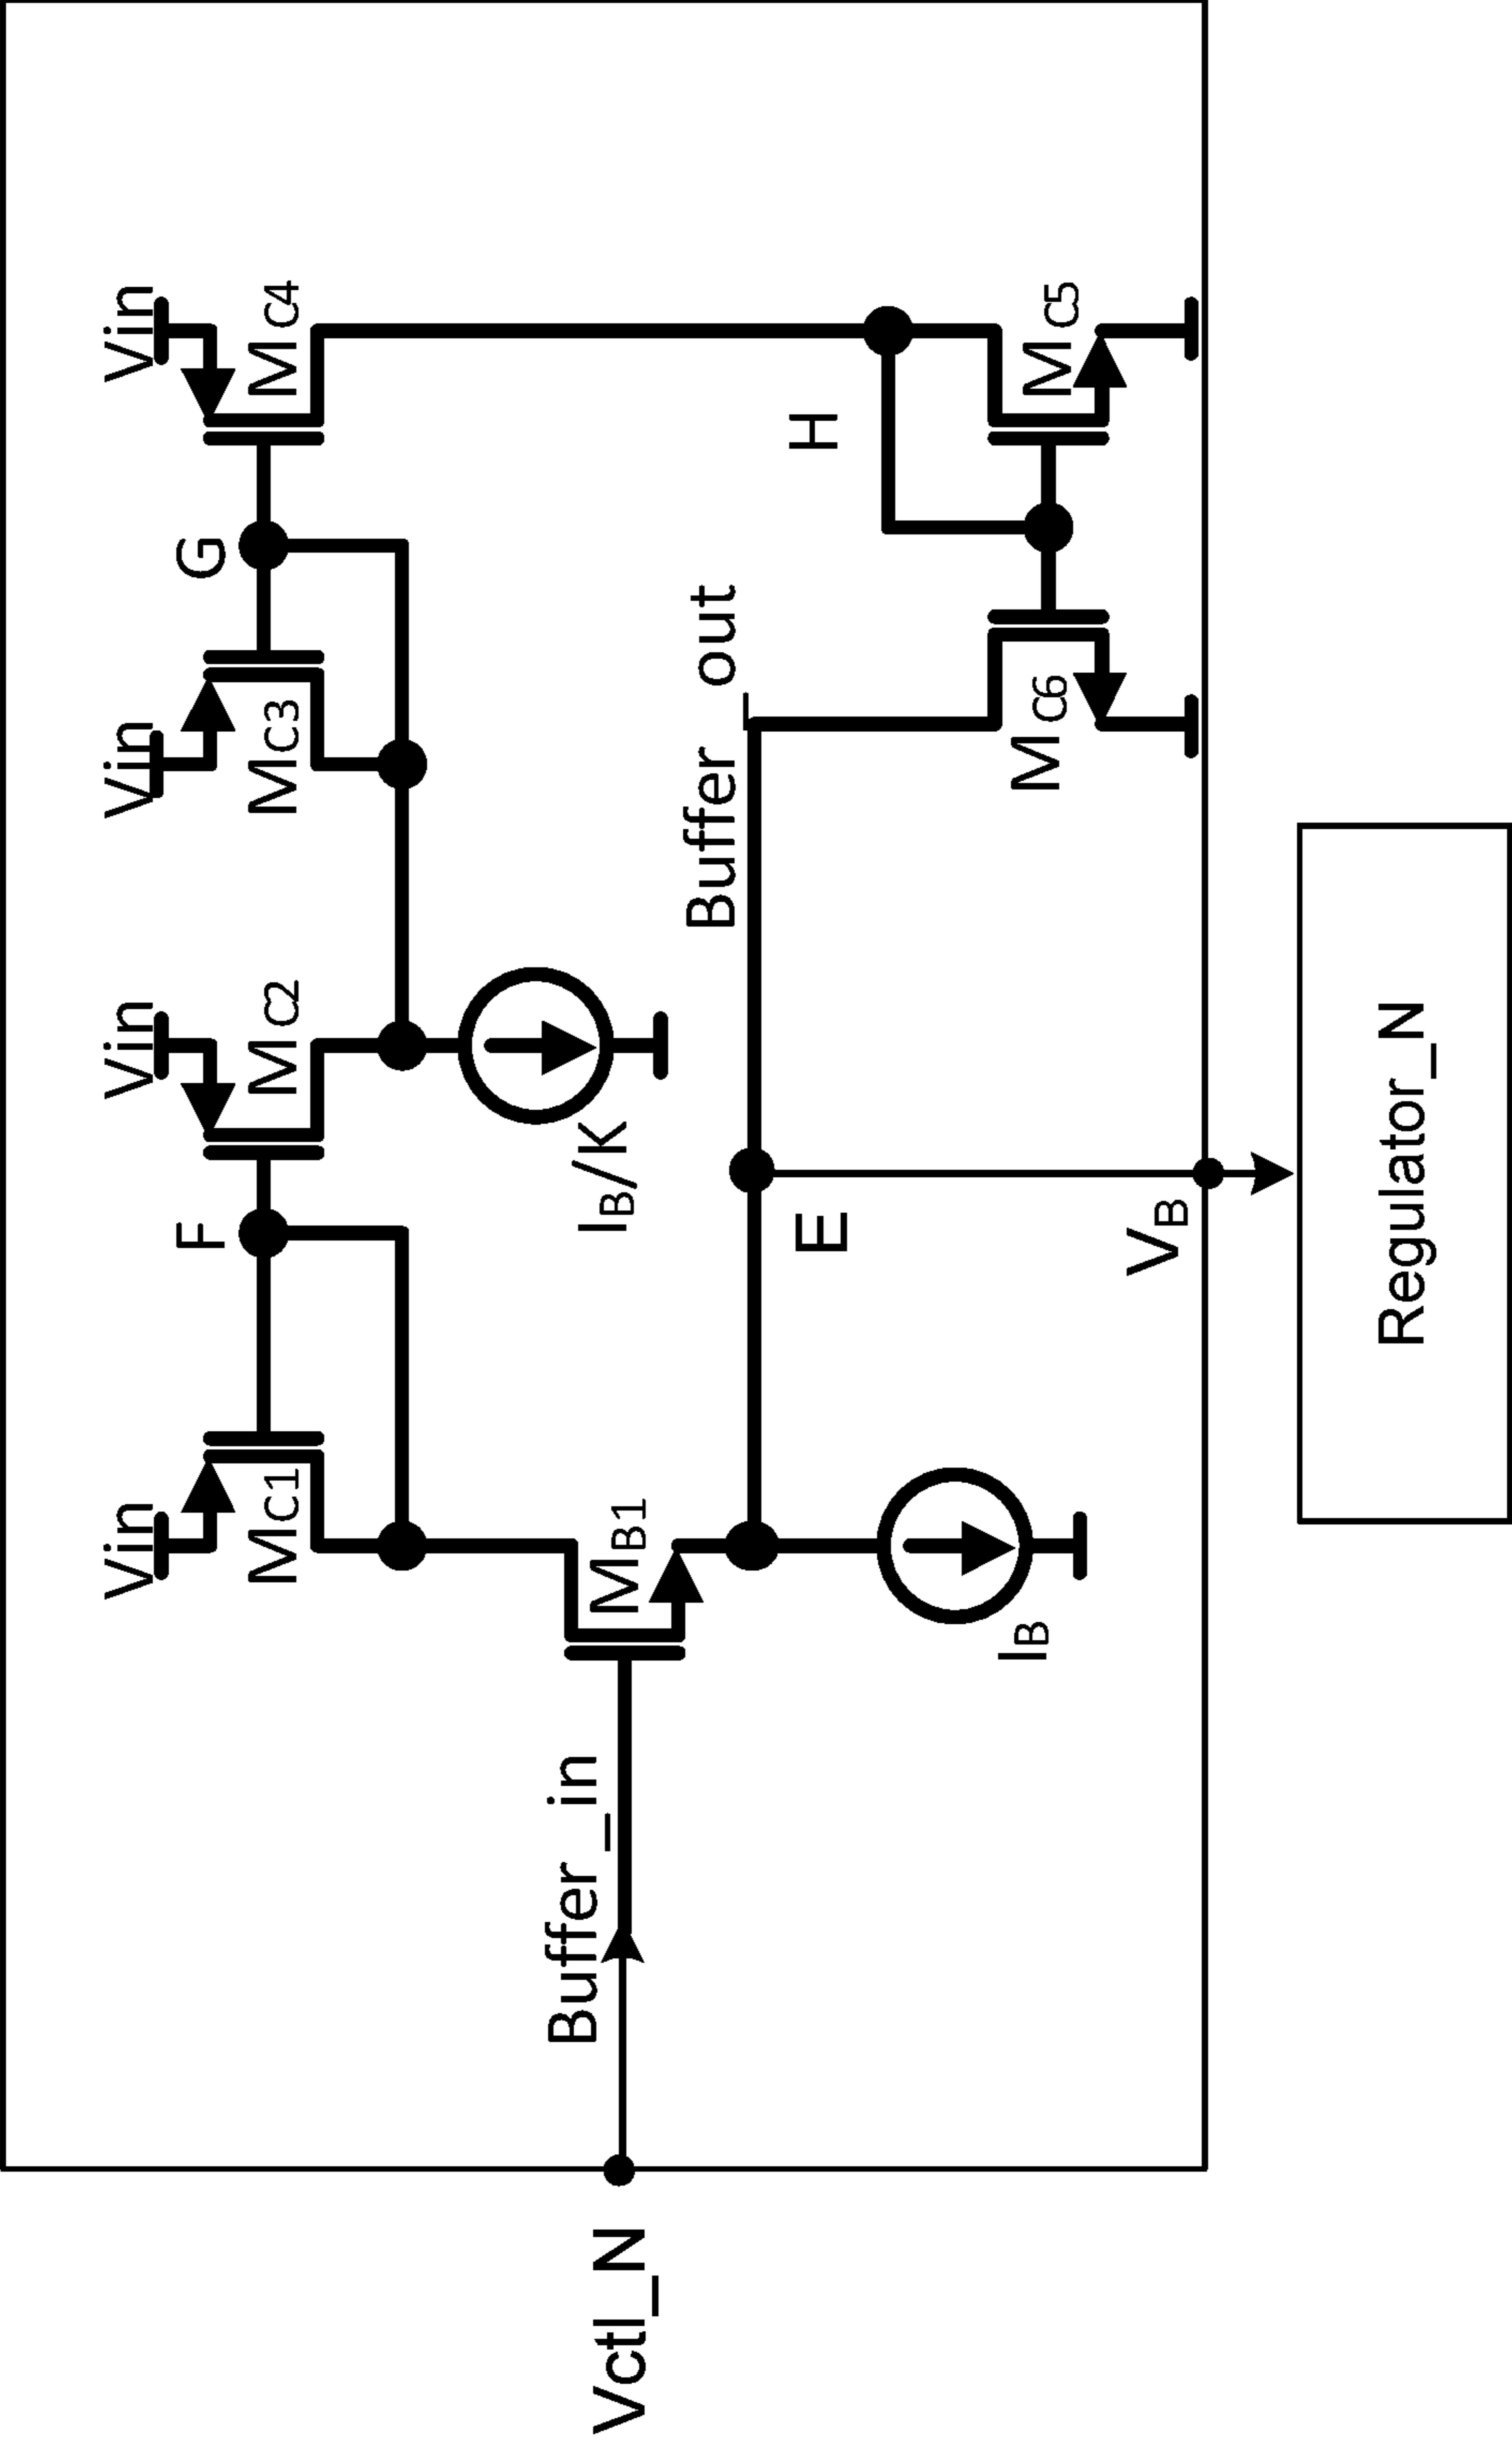 Vin
Vin
Vin
Vin
MC1
F
MC2
MC3
G
MC4
IB/K
MB1
Buffer_in
Vctl_N
Buffer_out
E
H
IB
MC6
MC5
VB
Regulator_N